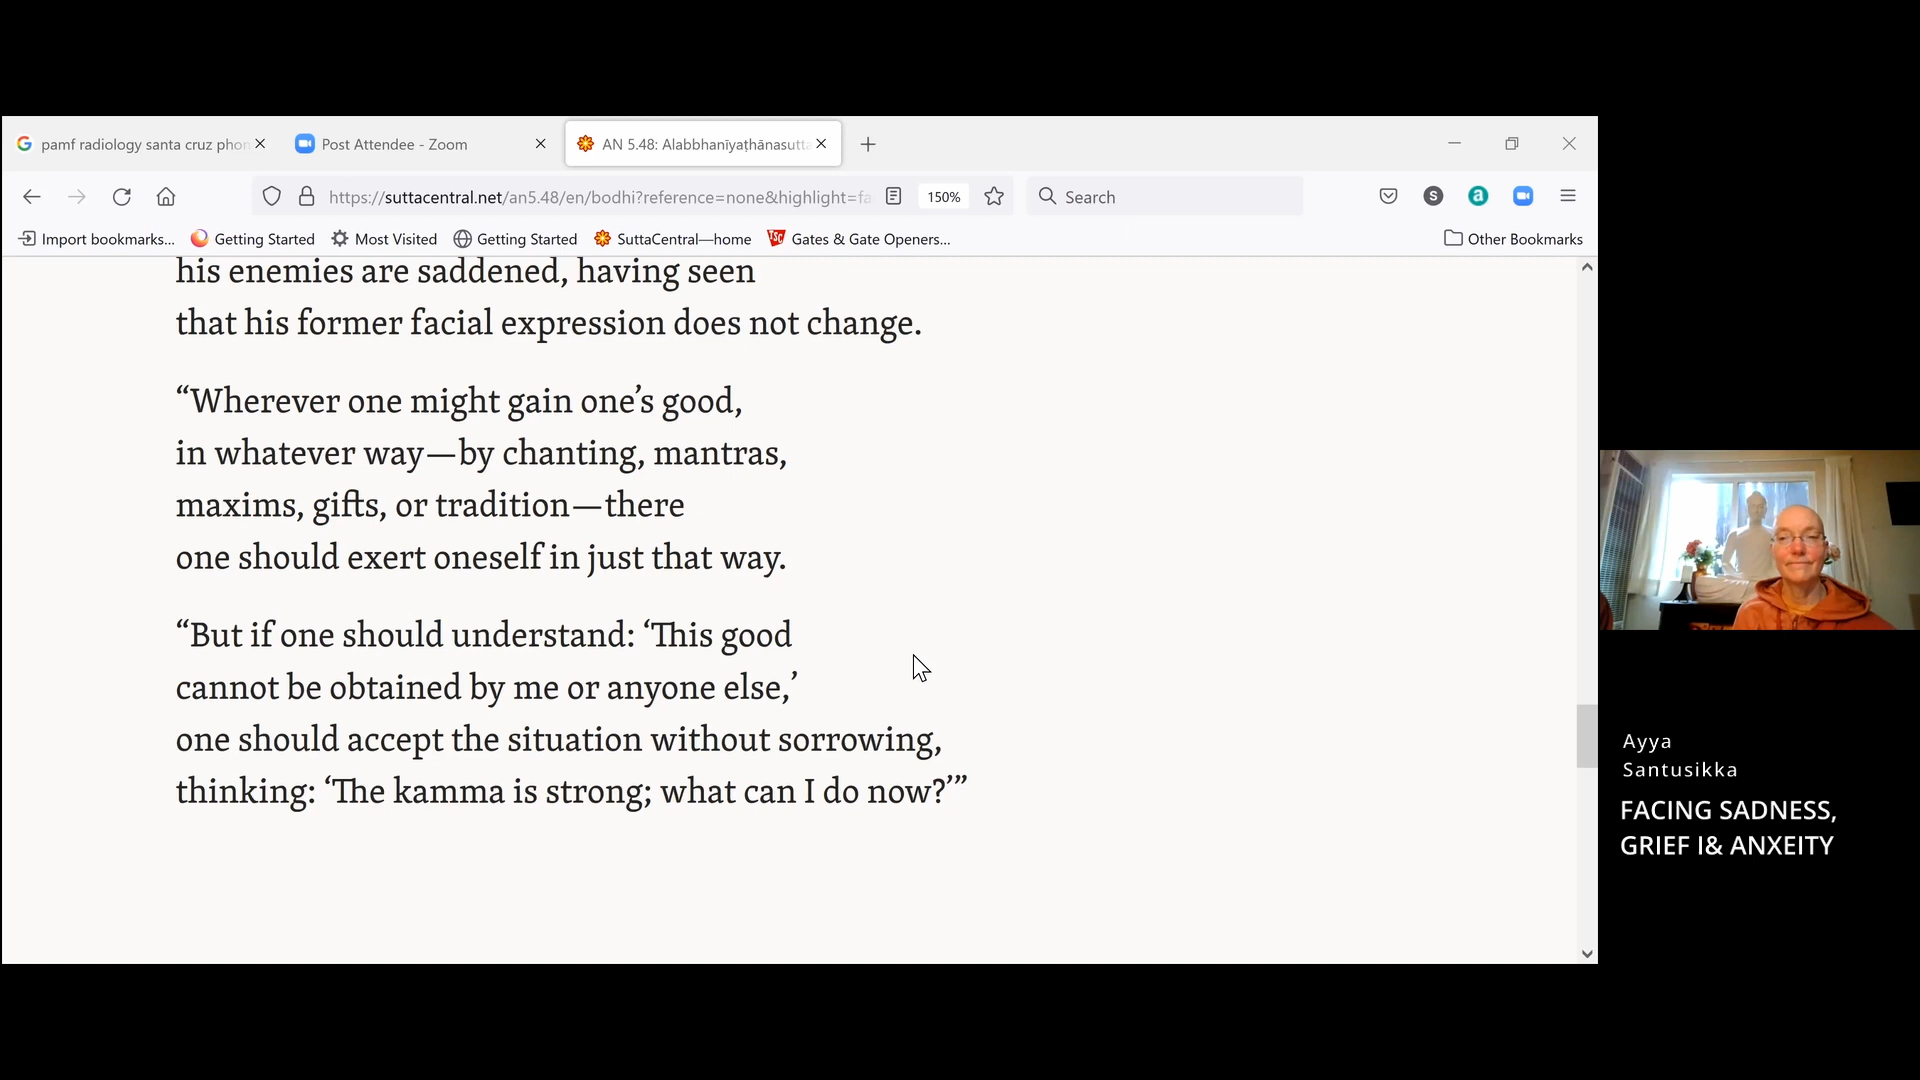 pamf radiology santa cruz phon
Post Attendee - Zoom
AN 5.48: Alabbhanīyaṭhānasutta
https://suttacentral.net/an5.48/en/bodhi?reference=none&highlight=fa
150%
Search
S
a
Import bookmarks...
Getting Started
Most Visited
Getting Started
SuttaCentral—home
TSC
Gates & Gate Openers...
Other Bookmarks
his enemies are saddened, having seen
that his former facial expression does not change.
“Wherever one might gain one’s good,
in whatever way—by chanting, mantras,
maxims, gifts, or tradition—there
one should exert oneself in just that way.
“But if one should understand: ‘This good
cannot be obtained by me or anyone else,’
one should accept the situation without sorrowing,
thinking: ‘The kamma is strong; what can I do now?’”
Ayya
Santusikka
FACING SADNESS,
GRIEF I& ANXEITY